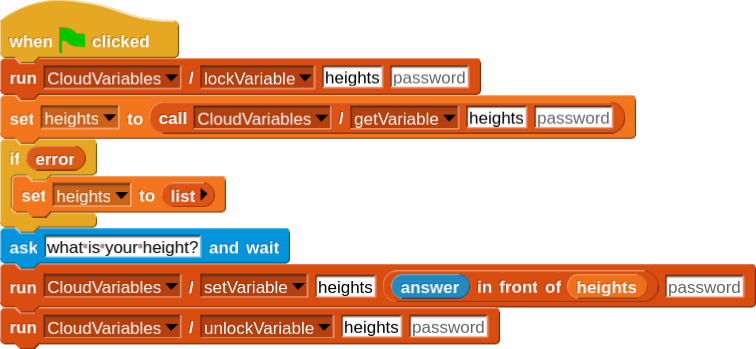 when clicked
run CloudVariables / lockVariable heights password
set heights to call CloudVariables / getVariable heights password
if error
set heights to list
ask what is your height? and wait
run CloudVariables / setVariable heights answer in front of heights password
run CloudVariables / unlockVariable heights password